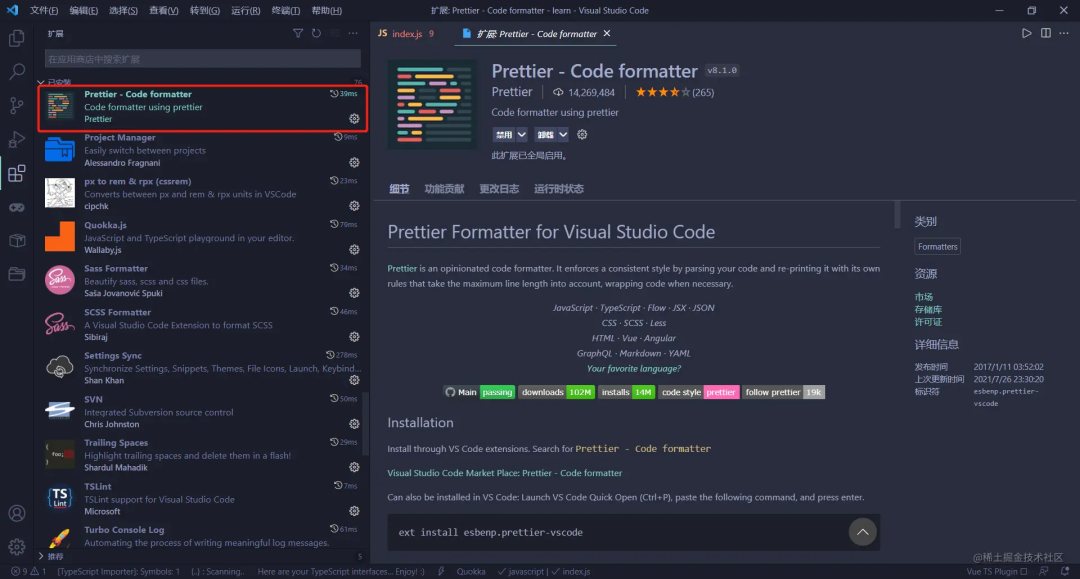 文件(F) 编辑(E) 选择(S) 查看(V) 转到(G) 运行(R) 终端(T) 帮助(H)
扩展: Prettier - Code formatter - learn - Visual Studio Code
扩展
在应用商店中搜索扩展
已安装 76
Prettier - Code formatter 39ms
Code formatter using prettier
Prettier
Project Manager 9ms
Easily switch between projects
Alessandro Fragnani
px to rem & rpx (cssrem) 23ms
Converts between px and rem & rpx units in VSCode
cipchk
Quokka.js 79ms
JavaScript and TypeScript playground in your editor.
Wallaby.js
Sass
Sass Formatter 34ms
Beautify sass, scss and css files.
Saša Jovanović Spuki
Sass
SCSS Formatter 46ms
A Visual Studio Code Extension to format SCSS
Sibiraj
Settings Sync 278ms
Synchronize Settings, Snippets, Themes, File Icons, Launch, Keybind...
Shan Khan
SVN 50ms
Integrated Subversion source control
Chris Johnston
foo;
Trailing Spaces 29ms
Highlight trailing spaces and delete them in a flash!
Shardul Mahadik
TS
Lint
TSLint 7ms
TSLint support for Visual Studio Code
Microsoft
Turbo Console Log 61ms
Automating the process of writing meaningful log messages.
推荐 5
JS index.js 9
扩展: Prettier - Code formatter
Prettier - Code formatter v8.1.0
Prettier 14,269,484 (265)
Code formatter using prettier
禁用 卸载
此扩展已全局启用。
细节 功能贡献 更改日志 运行时状态
Prettier Formatter for Visual Studio Code
Prettier is an opinionated code formatter. It enforces a consistent style by parsing your code and re-printing it with its own
rules that take the maximum line length into account, wrapping code when necessary.
JavaScript · TypeScript · Flow · JSX · JSON
CSS · SCSS · Less
HTML · Vue · Angular
GraphQL · Markdown · YAML
Your favorite language?
Main passing downloads 102M installs 14M code style prettier follow prettier 19k
Installation
Install through VS Code extensions. Search for Prettier - Code formatter
Visual Studio Code Market Place: Prettier - Code formatter
Can also be installed in VS Code: Launch VS Code Quick Open (Ctrl+P), paste the following command, and press enter.
ext install esbenp.prettier-vscode
类别
Formatters
资源
市场
存储库
许可证
详细信息
发布时间 2017/1/11 03:52:02
上次更新时间 2021/7/26 23:30:20
标识符 esbenp.prettier-
vscode
@稀土掘金技术社区
9 1 [TypeScript Importer]: Symbols: 1 {..} : Scanning.. Here are your TypeScript interfaces... Enjoy! :) Quokka javascript | index.js Vue TS Plugin